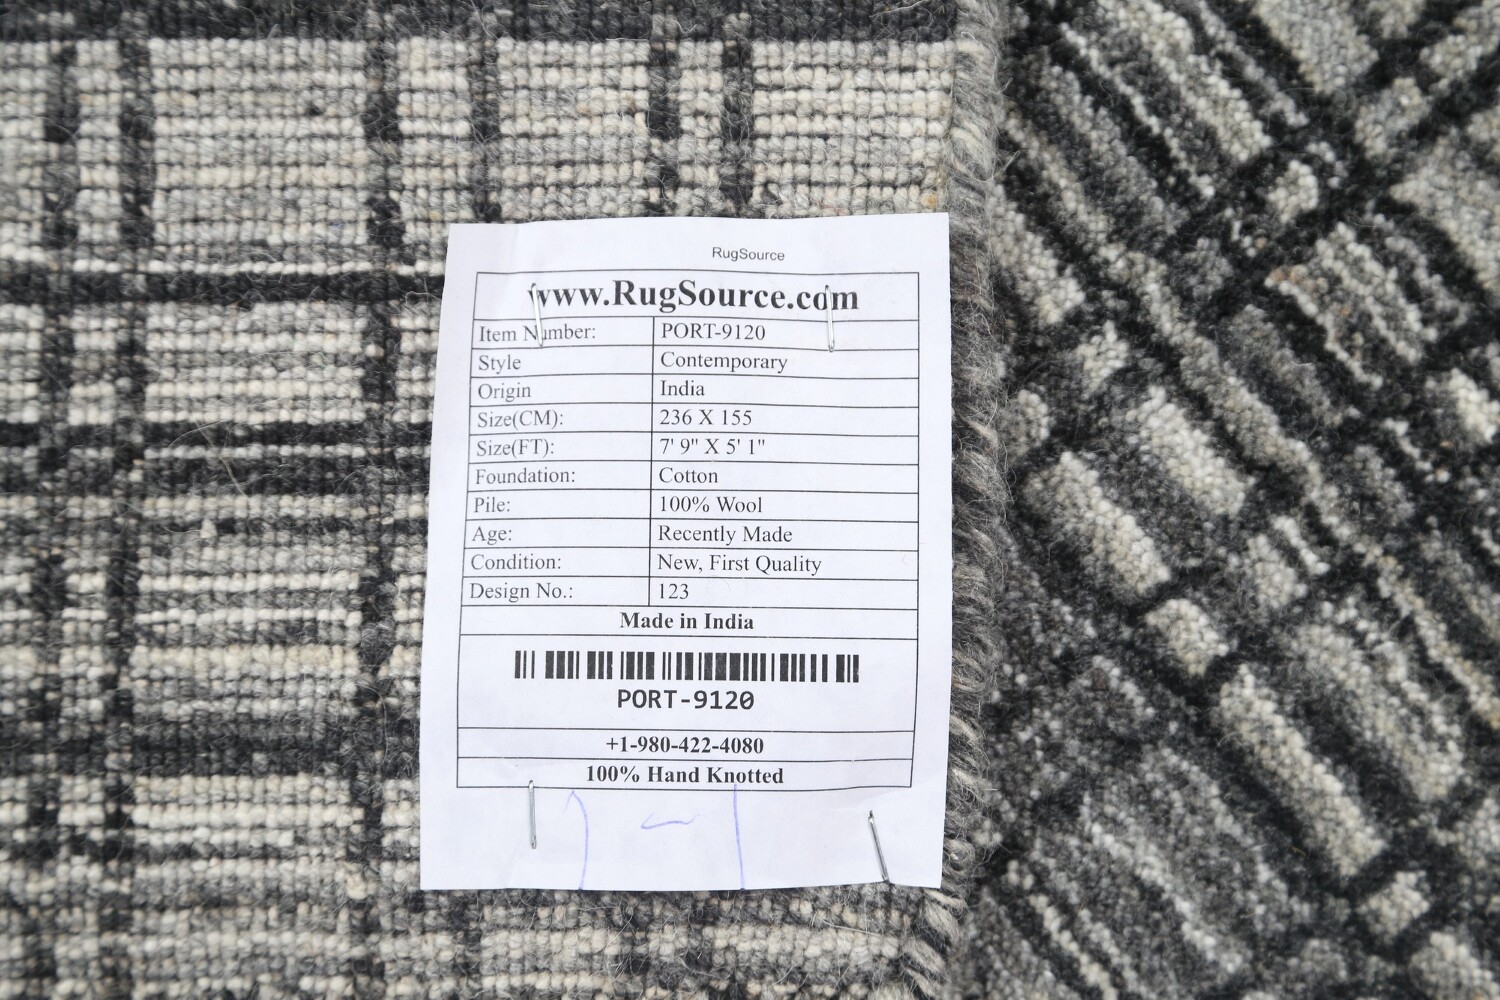 RugSource
www.RugSource.com
Item Number: PORT-9120
Style Contemporary
Origin India
Size(CM): 236 X 155
Size(FT): 7' 9" X 5' 1"
Foundation: Cotton
Pile: 100% Wool
Age: Recently Made
Condition: New, First Quality
Design No.: 123
Made in India
PORT-9120
+1-980-422-4080
100% Hand Knotted